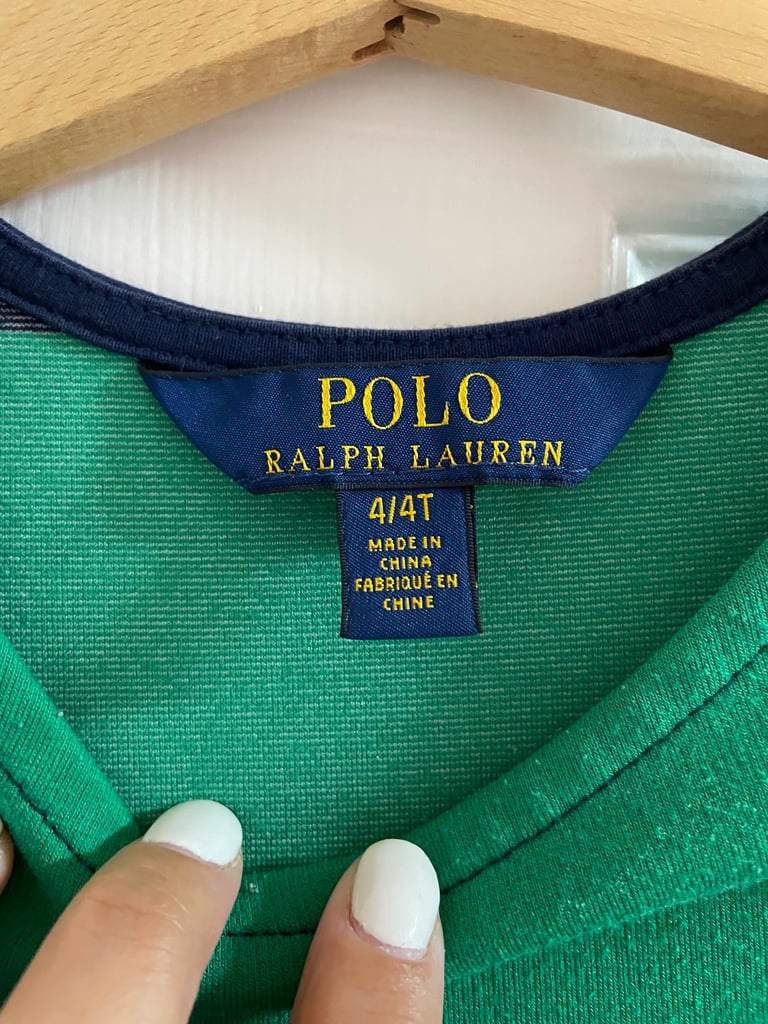 POLO
RALPH LAUREN
4/4T
MADE IN
CHINA
FABRIQUÉ EN
CHINE